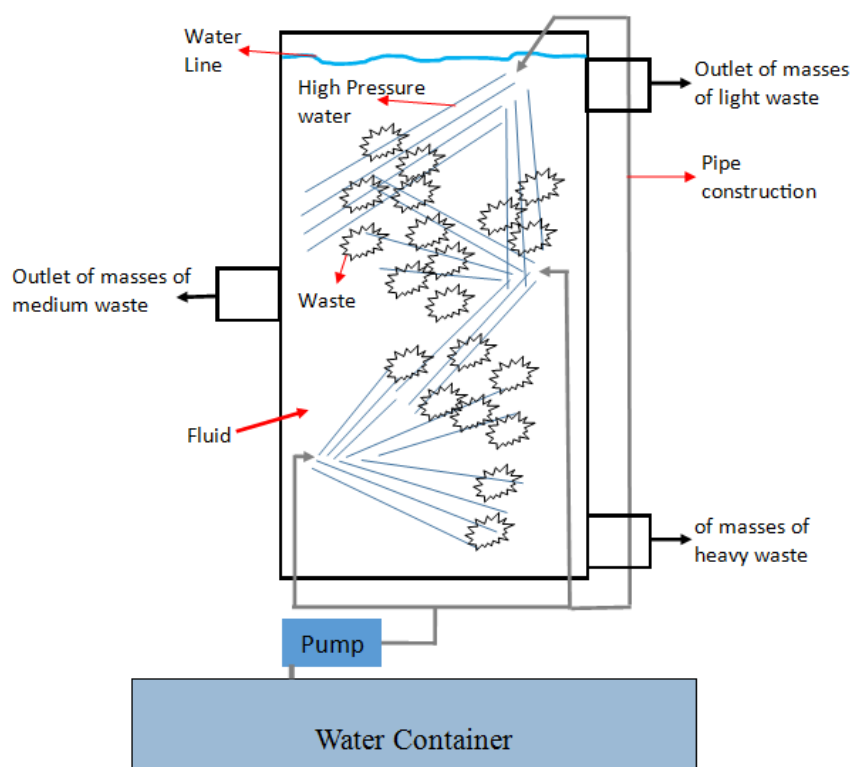 Water
Line
High Pressure
water
Outlet of masses
of light waste
Pipe
construction
Outlet of masses of
medium waste
Waste
Fluid
of masses of
heavy waste
Pump
Water Container